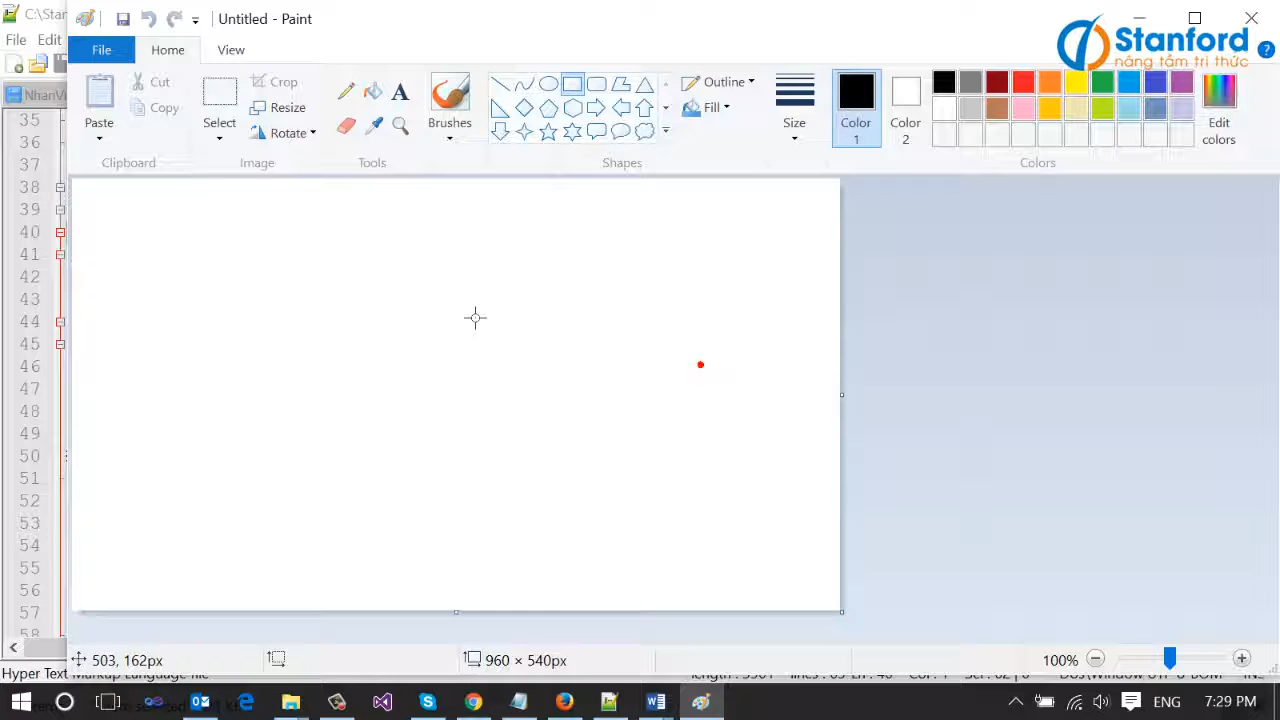 C:\Star
Untitled - Paint
Stanford
nâng tầm tri thức
File Edit
File
Home
View
Paste
Cut
Copy
Clipboard
Select
Crop
Resize
Rotate
Image
Tools
Brushes
Shapes
Outline
Fill
Size
Color
1
Color
2
Edit
colors
Colors
NhanVi
35
36
37
38
39
40
41
42
43
44
45
46
47
48
49
50
51
52
53
54
55
56
57
58
503, 162px
960 × 540px
100%
Hyper Text Markup Language file
ENG
7:29 PM